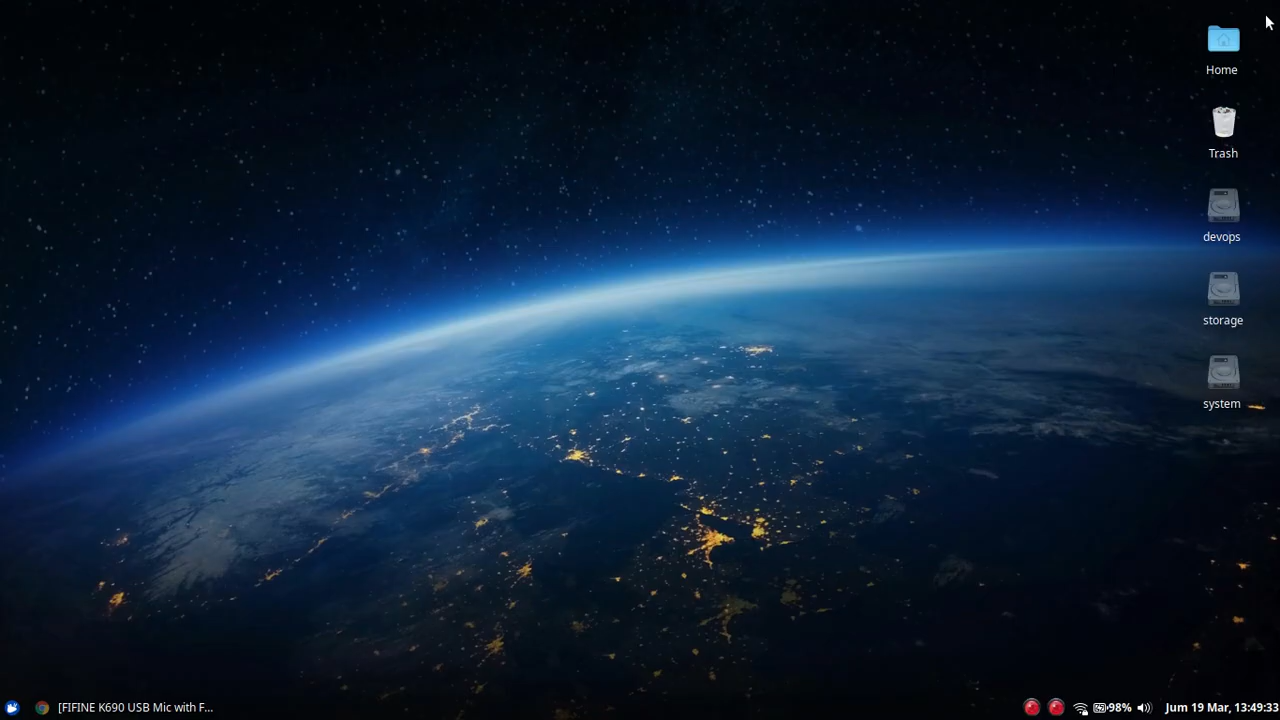 Home
Trash
devops
storage
system
[FIFINE K690 USB Mic with F...
98%
Jum 19 Mar, 13:49:33